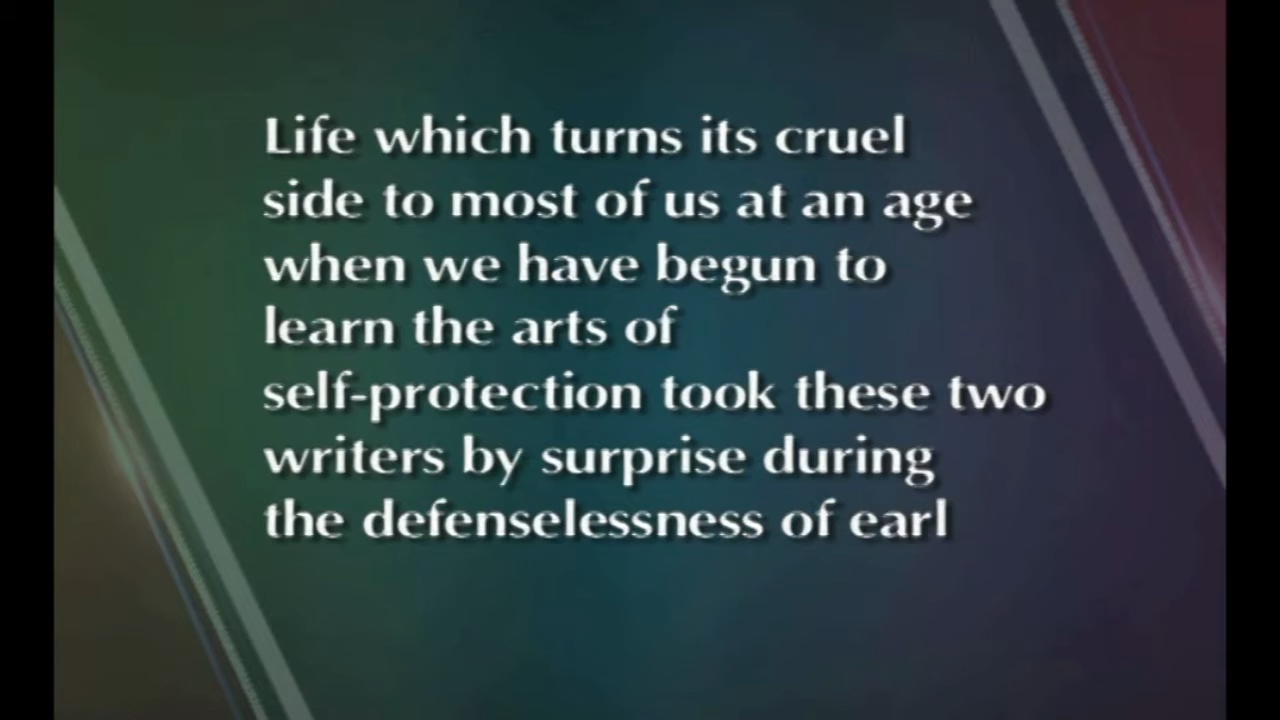 Life which turns its cruel
side to most of us at an age
when we have begun to
learn the arts of
self-protection took these two
writers by surprise during
the defenselessness of earl